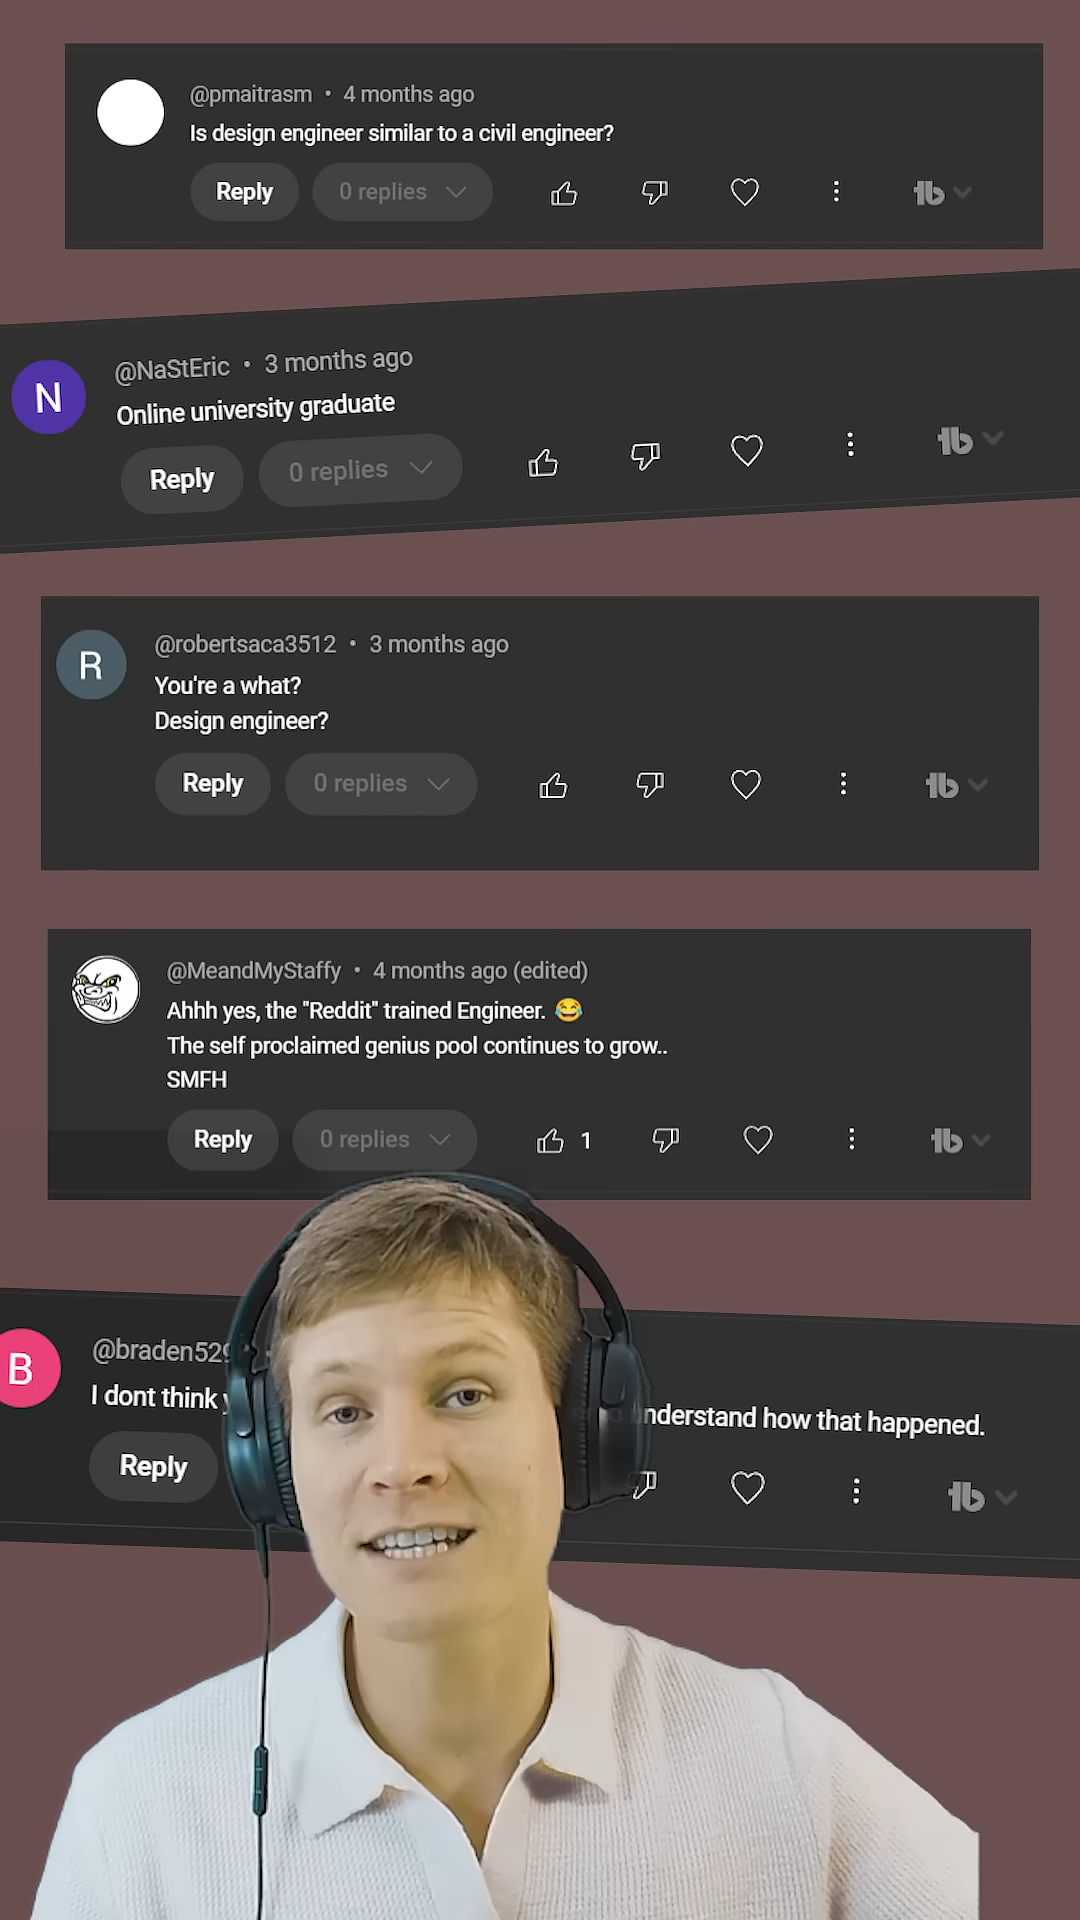 @pmaitrasm • 4 months ago
Is design engineer similar to a civil engineer?
Reply 0 replies
N
@NaStEric • 3 months ago
Online university graduate
Reply 0 replies
R
@robertsaca3512 • 3 months ago
You're a what?
Design engineer?
Reply 0 replies
@MeandMyStaffy • 4 months ago (edited)
Ahhh yes, the "Reddit" trained Engineer. 😂
The self proclaimed genius pool continues to grow..
SMFH
Reply 0 replies 1
B
@braden52
I dont think understand how that happened.
Reply